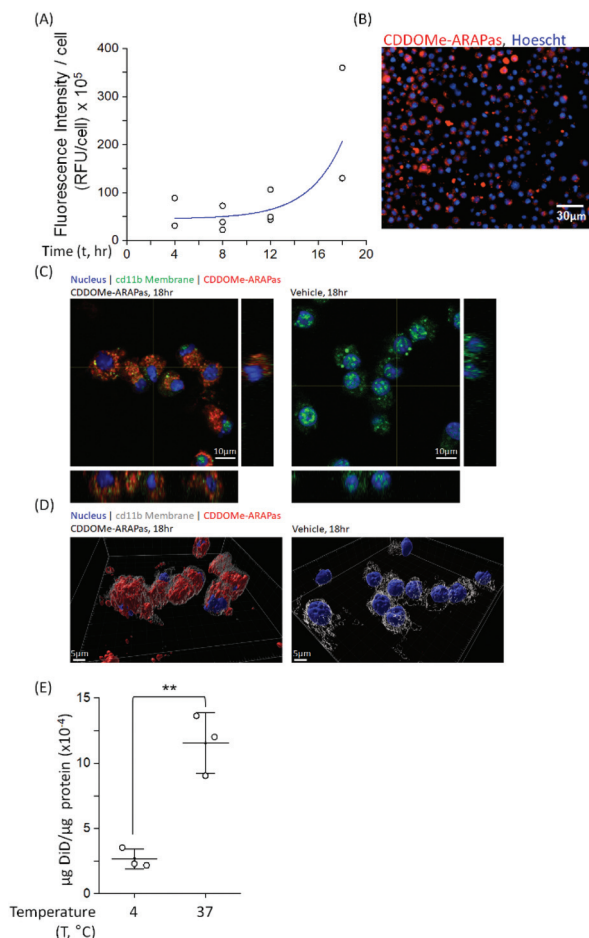 (A)
Fluorescence Intensity / cell
(RFU/cell) x 10⁵
400
300
200
100
0
0 4 8 12 16 20
Time (t, hr)
(B)
CDDOMe-ARAPas, Hoescht
30µm
(C)
Nucleus | cd11b Membrane | CDDOMe-ARAPas
CDDOMe-ARAPas, 18hr
Vehicle, 18hr
10µm
10µm
(D)
Nucleus | cd11b Membrane | CDDOMe-ARAPas
CDDOMe-ARAPas, 18hr
Vehicle, 18hr
5µm
5µm
(E)
µg DiD/µg protein (x10⁻⁴)
15
10
5
0
**
4 37
Temperature
(T, °C)